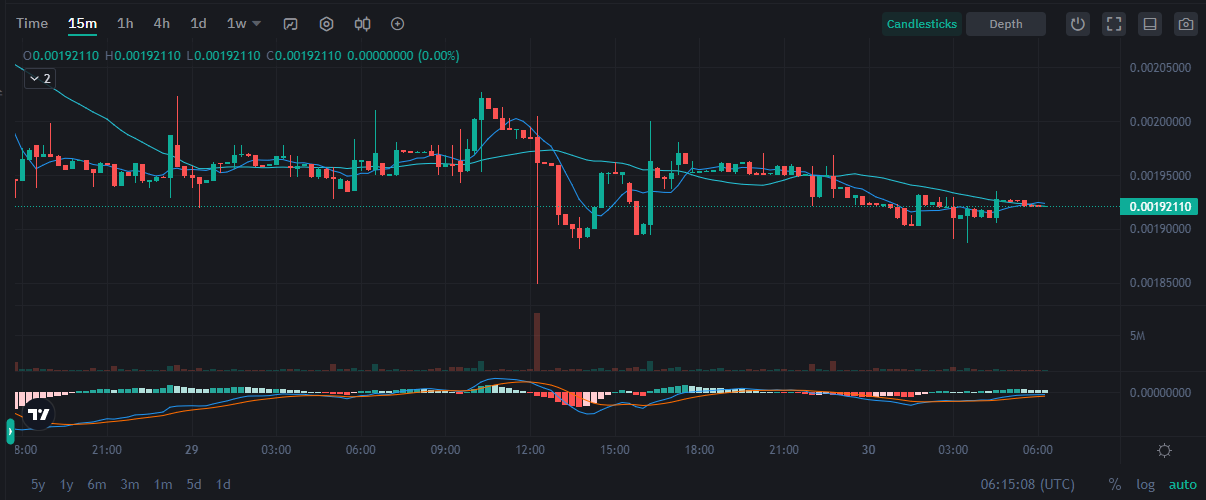 Time 15m 1h 4h 1d 1w Candlesticks Depth
O0.00192110 H0.00192110 L0.00192110 C0.00192110 0.00000000 (0.00%)
2
0.00205000
0.00200000
0.00195000
0.00192110
0.00190000
0.00185000
5M
0.00000000
8:00 21:00 29 03:00 06:00 09:00 12:00 15:00 18:00 21:00 30 03:00 06:00
5y 1y 6m 3m 1m 5d 1d 06:15:08 (UTC) % log auto